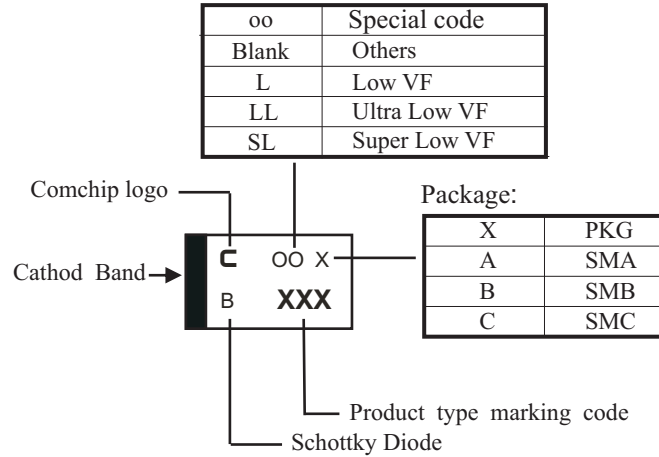 oo Special code
Blank Others
L Low VF
LL Ultra Low VF
SL Super Low VF
Comchip logo
Package:
X PKG
A SMA
B SMB
C SMC
Cathod Band
C OO X
B XXX
Product type marking code
Schottky Diode